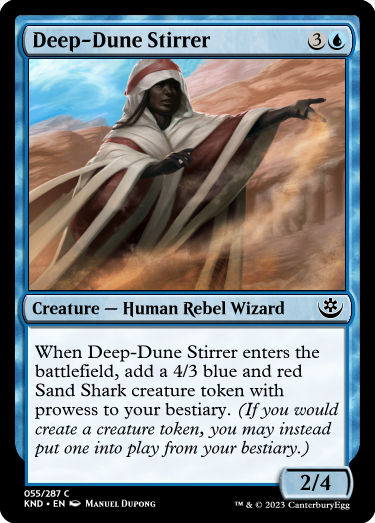 Deep-Dune Stirrer 3
Creature — Human Rebel Wizard
When Deep-Dune Stirrer enters the
battlefield, add a 4/3 blue and red
Sand Shark creature token with
prowess to your bestiary. (If you would
create a creature token, you may instead
put one into play from your bestiary.)
2/4
055/287 C
KND • EN Manuel Dupong
™ & © 2023 CanterburyEgg